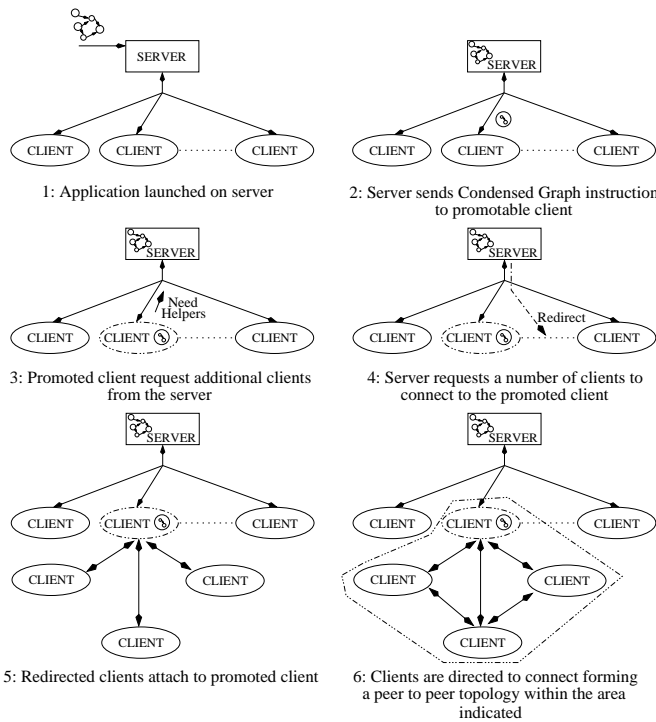 SERVER
CLIENT CLIENT CLIENT
1: Application launched on server
SERVER
CLIENT CLIENT CLIENT
2: Server sends Condensed Graph instruction
to promotable client
SERVER
Need
Helpers
CLIENT CLIENT CLIENT
3: Promoted client request additional clients
from the server
SERVER
Redirect
CLIENT CLIENT CLIENT
4: Server requests a number of clients to
connect to the promoted client
SERVER
CLIENT CLIENT CLIENT
CLIENT CLIENT
CLIENT
5: Redirected clients attach to promoted client
SERVER
CLIENT CLIENT CLIENT
CLIENT CLIENT
CLIENT
6: Clients are directed to connect forming
a peer to peer topology within the area
indicated